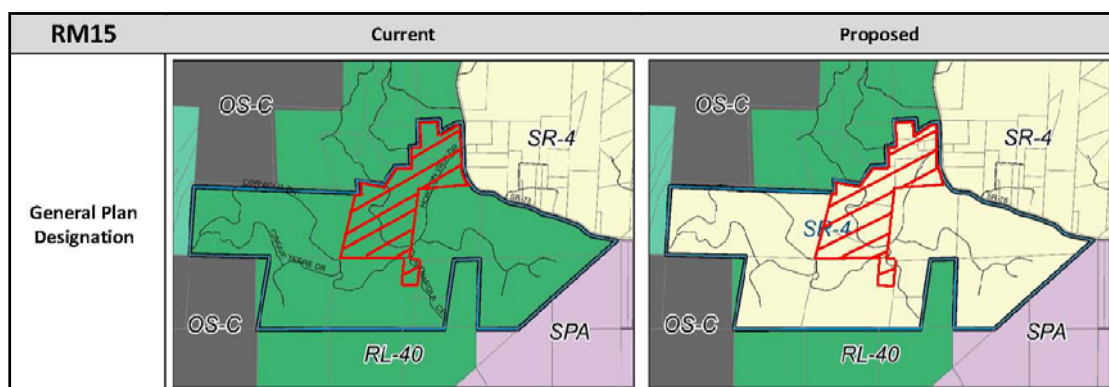 RM15
Current
Proposed
General Plan
Designation
OS-C
SR-4
OS-C
RL-40
SPA
OS-C
SR-4
SR-4
OS-C
RL-40
SPA